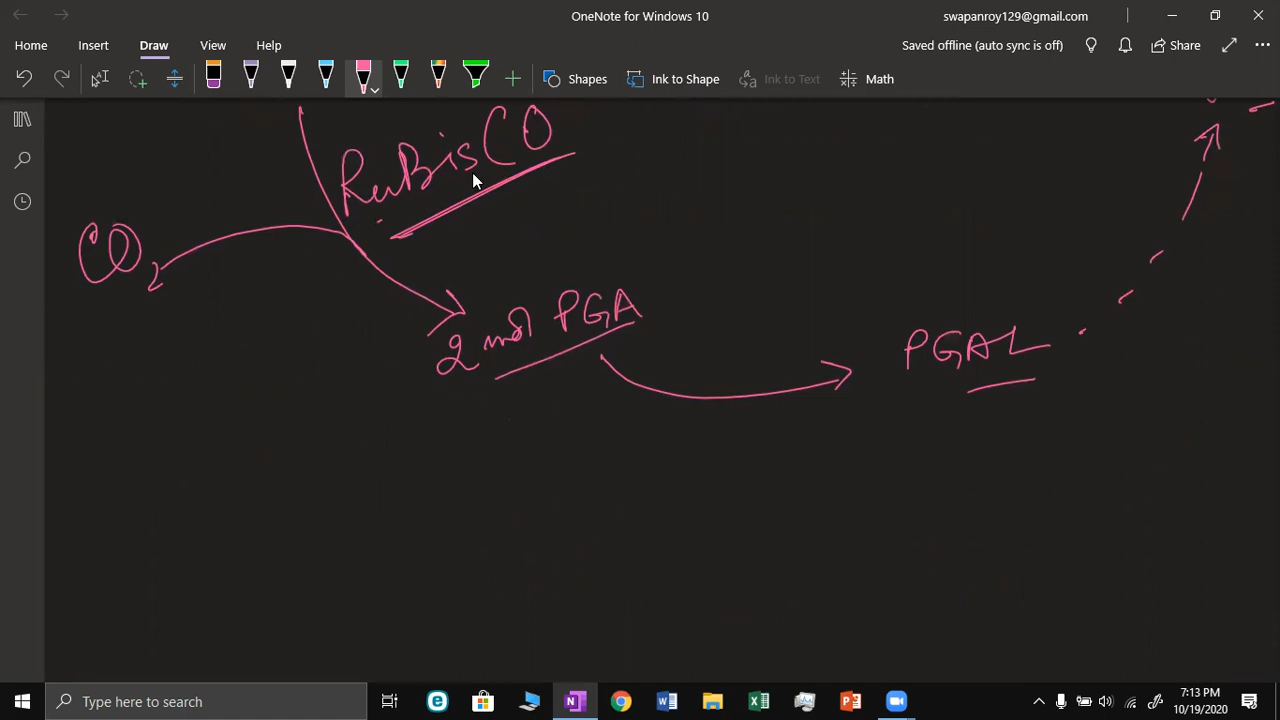 OneNote for Windows 10
swapanroy129@gmail.com
Home Insert Draw View Help
Saved offline (auto sync is off)
Share
Shapes
Ink to Shape
Ink to Text
Math
RuBisCO
CO2
2 mol PGA
PGAL
Type here to search
7:13 PM
10/19/2020